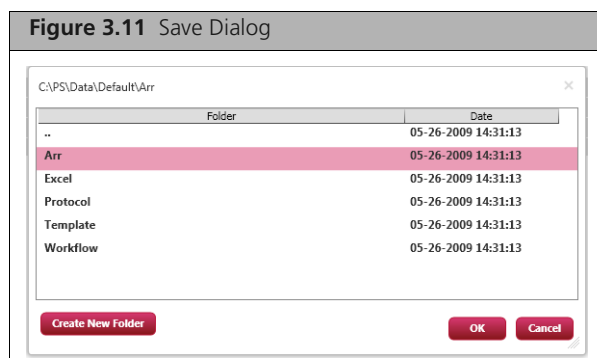 Figure 3.11 Save Dialog
C:\PS\Data\Default\Arr
Folder Date
.. 05-26-2009 14:31:13
Arr 05-26-2009 14:31:13
Excel 05-26-2009 14:31:13
Protocol 05-26-2009 14:31:13
Template 05-26-2009 14:31:13
Workflow 05-26-2009 14:31:13
Create New Folder OK Cancel